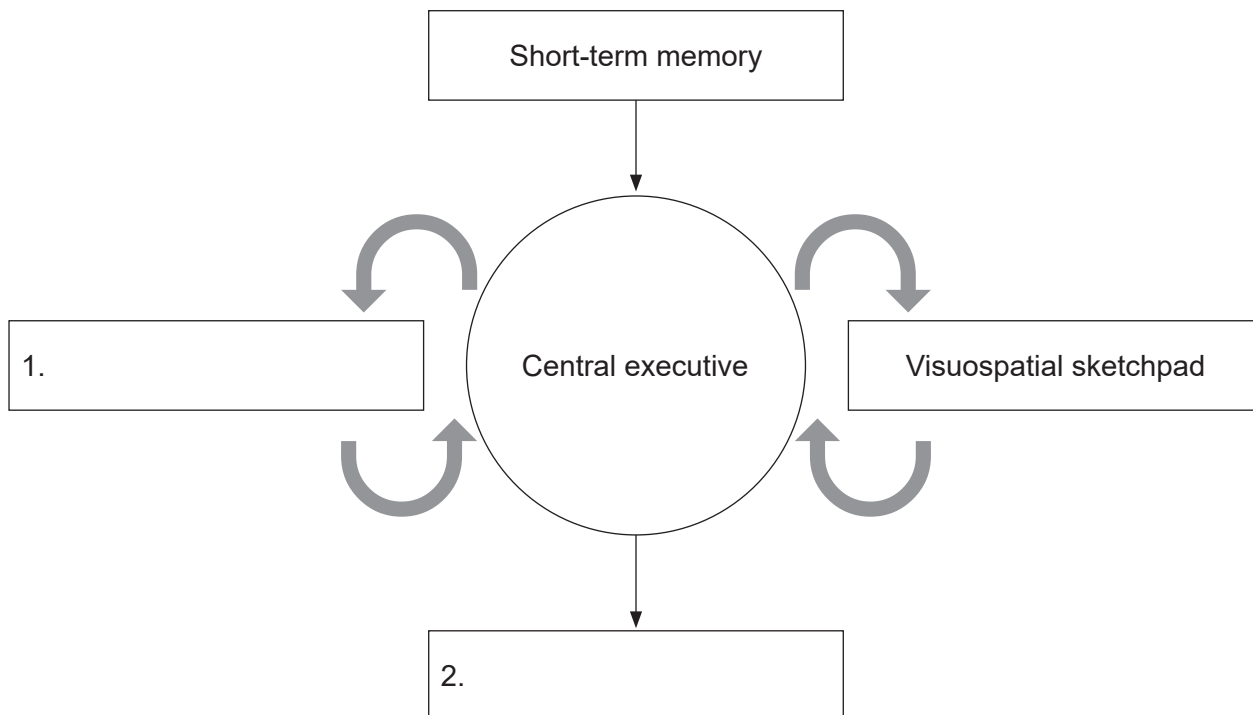 Short-term memory
1.
Central executive
Visuospatial sketchpad
2.